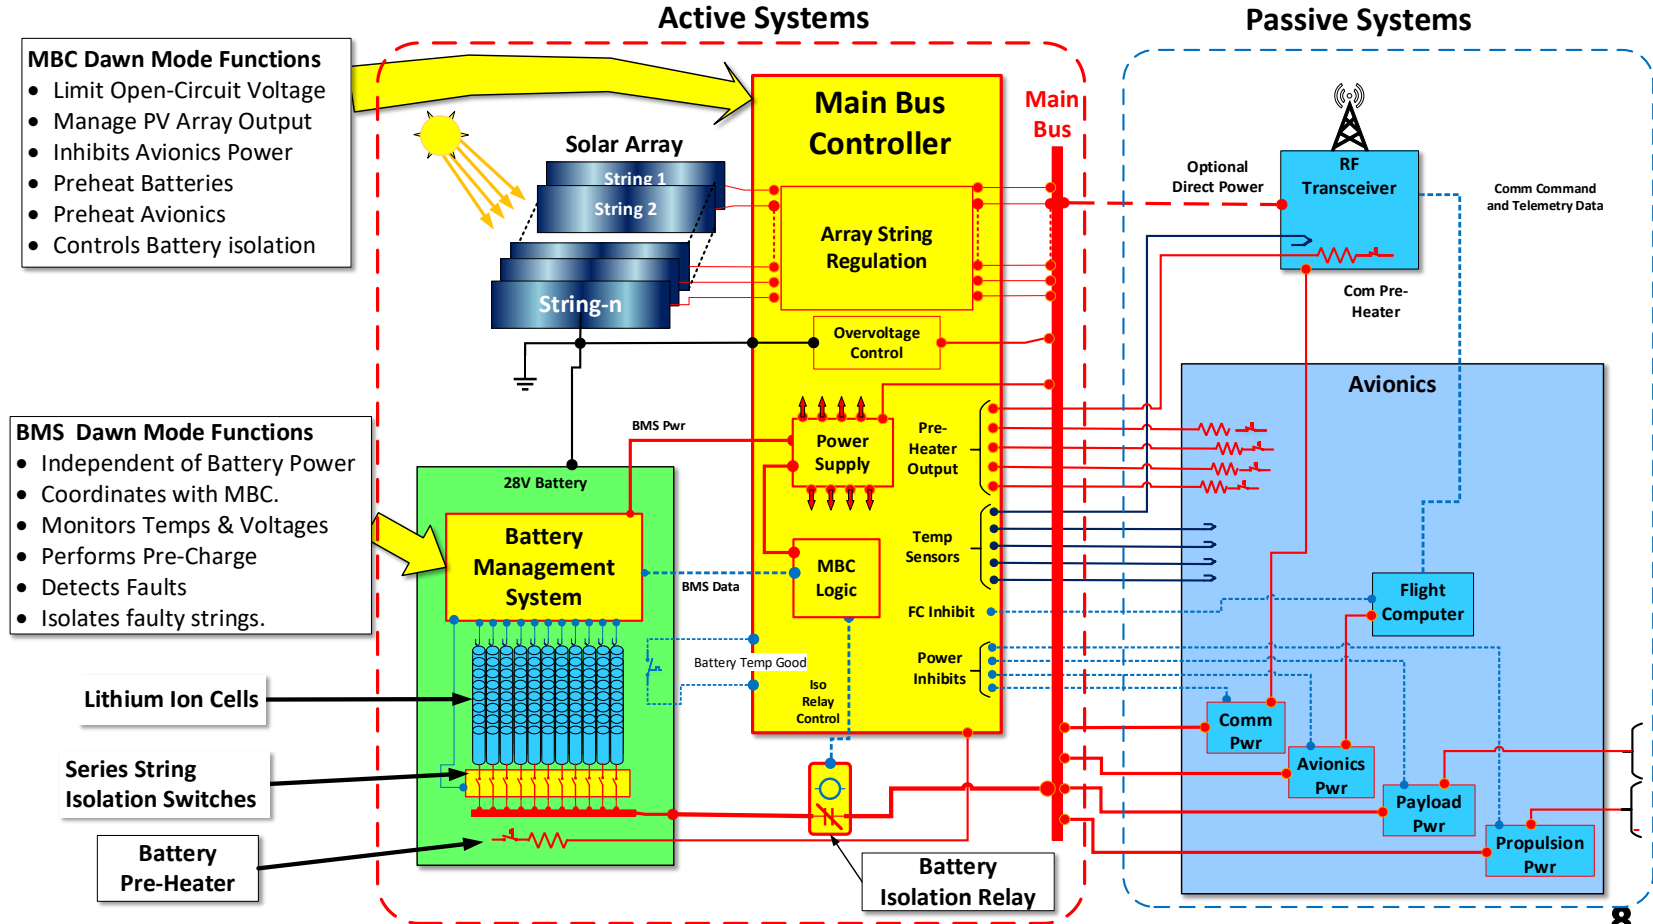 Active Systems
Passive Systems
MBC Dawn Mode Functions
• Limit Open-Circuit Voltage
• Manage PV Array Output
• Inhibits Avionics Power
• Preheat Batteries
• Preheat Avionics
• Controls Battery isolation
Solar Array
String 1
String 2
String-n
Main Bus
Controller
Main
Bus
Array String
Regulation
Overvoltage
Control
Optional
Direct Power
RF
Transceiver
Comm Command
and Telemetry Data
Com Pre-
Heater
Avionics
BMS  Dawn Mode Functions
• Independent of Battery Power
• Coordinates with MBC.
• Monitors Temps & Voltages
• Performs Pre-Charge
• Detects Faults
• Isolates faulty strings.
BMS Pwr
28V Battery
Battery
Management
System
Power
Supply
Pre-
Heater
Output
Temp
Sensors
MBC
Logic
BMS Data
FC Inhibit
Flight
Computer
Battery Temp Good
Power
Inhibits
Iso
Relay
Control
Lithium Ion Cells
Series String
Isolation Switches
Battery
Pre-Heater
Battery
Isolation Relay
Comm
Pwr
Avionics
Pwr
Payload
Pwr
Propulsion
Pwr
8